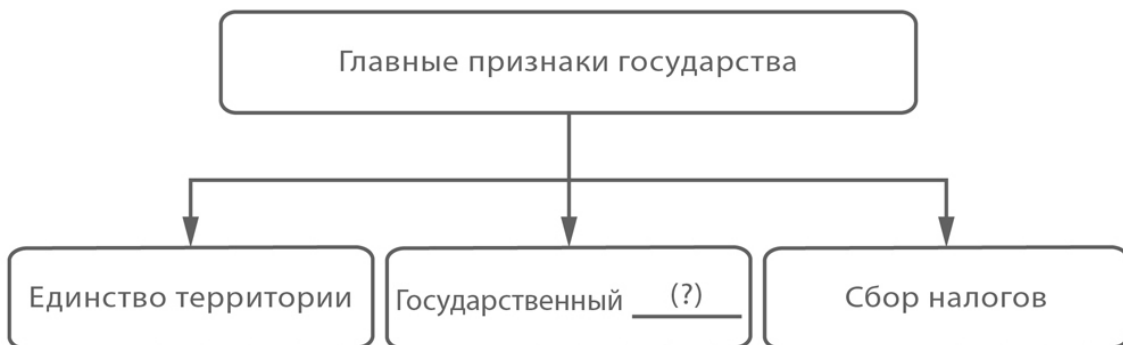 Главные признаки государства
Единство территории
Государственный (?)
Сбор налогов